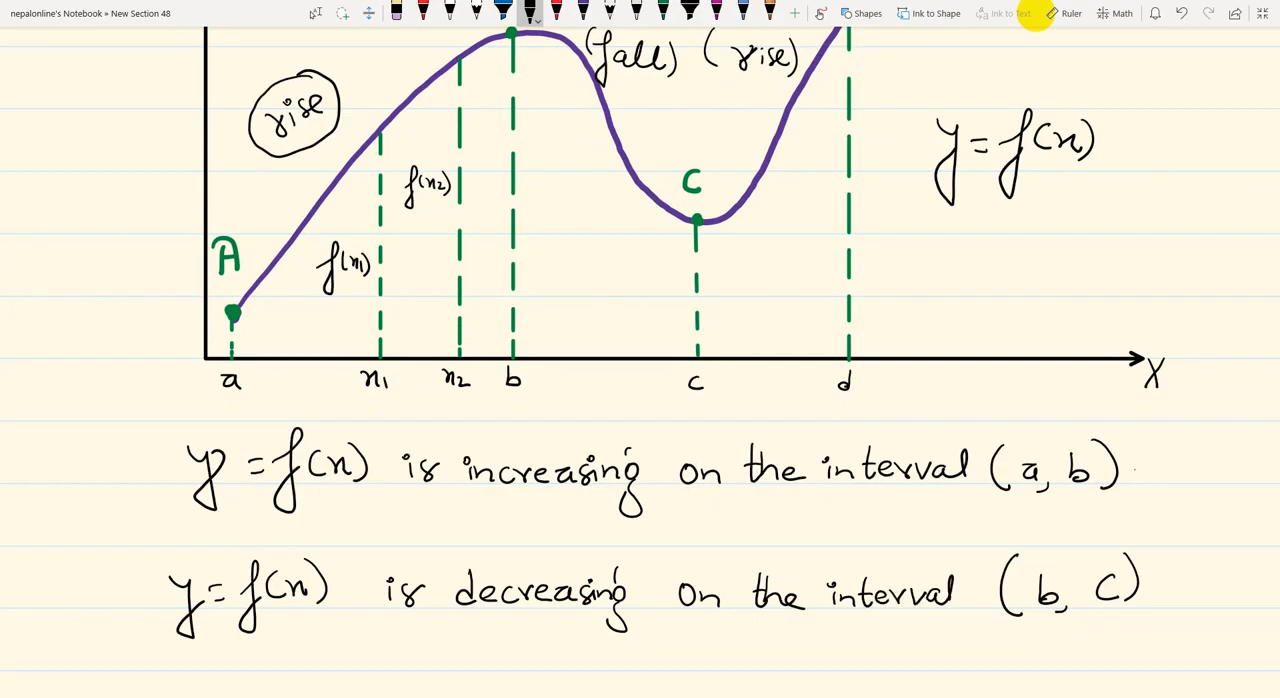 nepalonline's Notebook » New Section 48
Shapes Ink to Shape Ink to Text Ruler Math
(fall) (rise)
rise
y = f(x)
C
f(x2)
A
f(x1)
a x1 x2 b c d X
y = f(x) is increasing on the interval (a, b)
y = f(x) is decreasing on the interval (b, c)